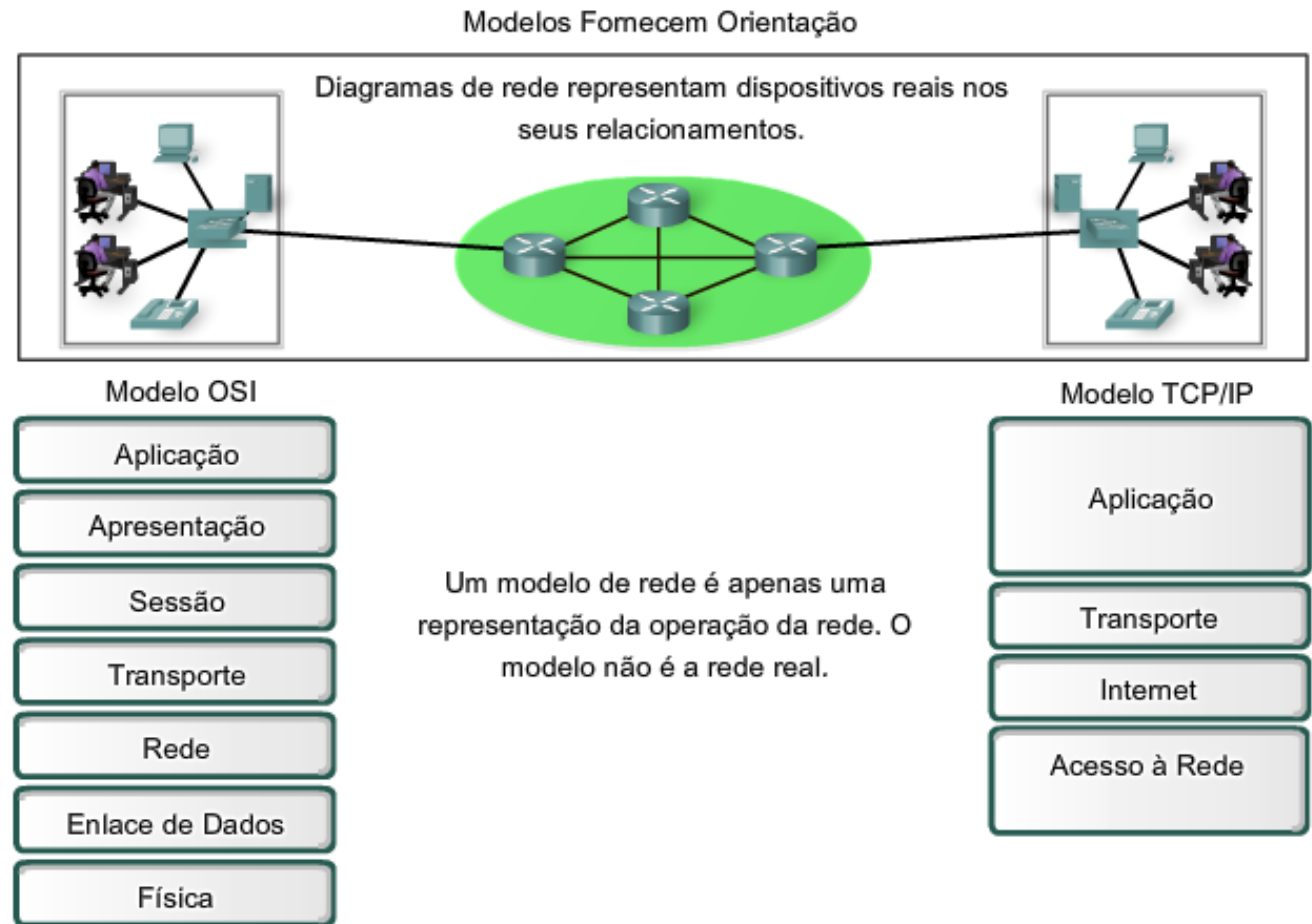 Modelos Fornecem Orientação
Diagramas de rede representam dispositivos reais nos
seus relacionamentos.
Modelo OSI
Aplicação
Apresentação
Sessão
Transporte
Rede
Enlace de Dados
Física
Um modelo de rede é apenas uma
representação da operação da rede. O
modelo não é a rede real.
Modelo TCP/IP
Aplicação
Transporte
Internet
Acesso à Rede